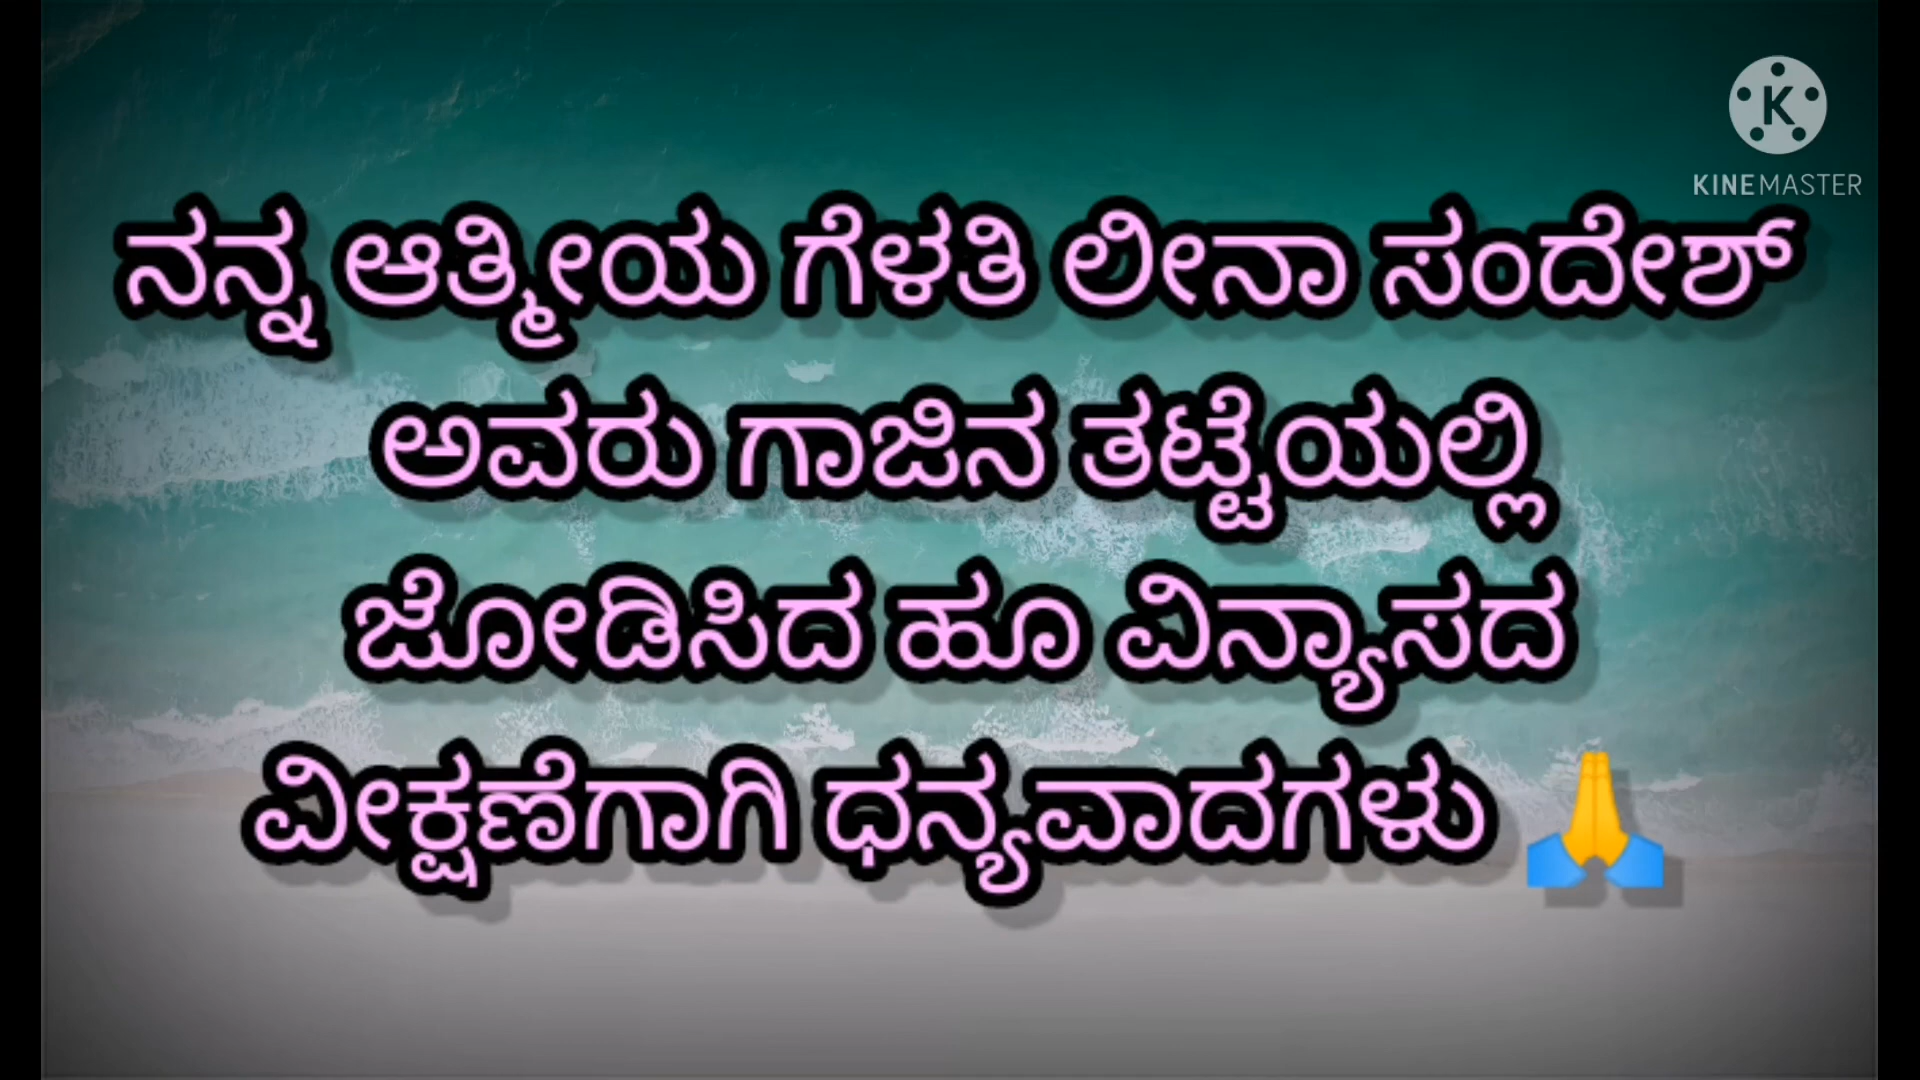 KINEMASTER
ನನ್ನ ಆತ್ಮೀಯ ಗೆಳತಿ ಲೀನಾ ಸಂದೇಶ್
ಅವರು ಗಾಜಿನ ತಟ್ಟೆಯಲ್ಲಿ
ಜೋಡಿಸಿದ ಹೂ ವಿನ್ಯಾಸದ
ವೀಕ್ಷಣೆಗಾಗಿ ಧನ್ಯವಾದಗಳು 🙏